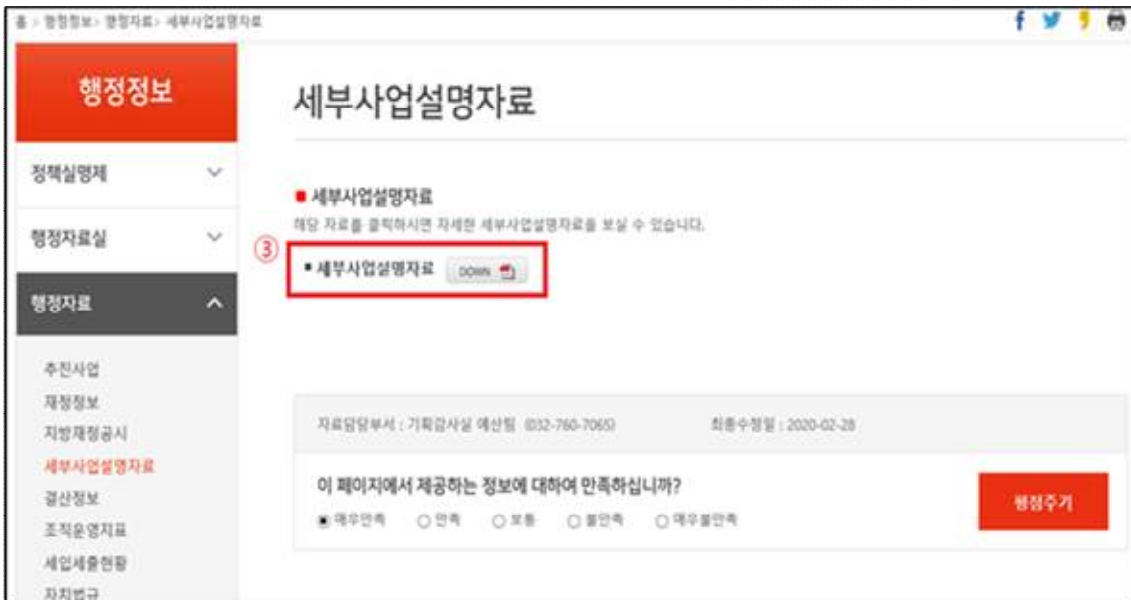 홈 > 행정정보> 행정자료> 세부사업설명자료
행정정보
정책실명제
행정자료실
행정자료
추진사업
재정정보
지방재정공시
세부사업설명자료
결산정보
조직운영지표
세입세출현황
자치법규
세부사업설명자료
세부사업설명자료
해당 자료를 클릭하시면 자세한 세부사업설명자료을 보실 수 있습니다.
③
세부사업설명자료 DOWN
자료담당부서 : 기획감사실 예산팀 (032-760-7065) 최종수정일 : 2020-02-28
이 페이지에서 제공하는 정보에 대하여 만족하십니까?
매우만족 만족 보통 불만족 매우불만족
평점주기